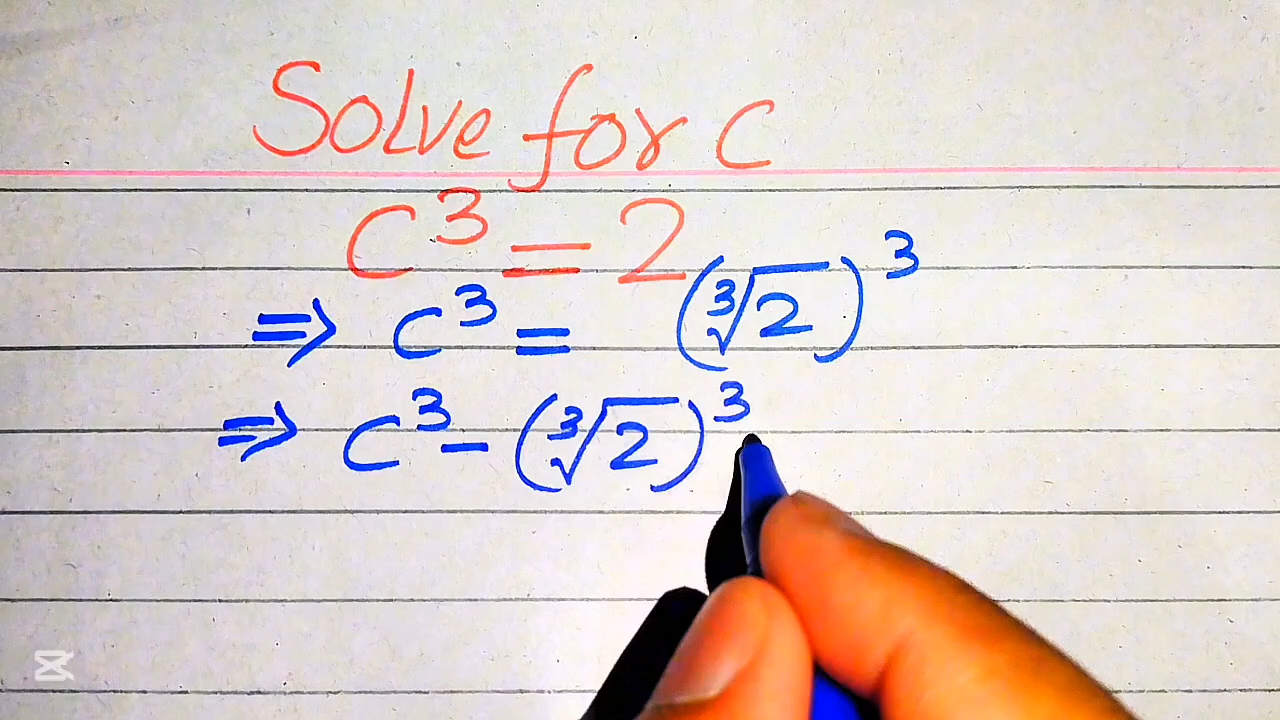 Solve for c
c³ = 2
⇒ c³ = (∛2)³
⇒ c³ - (∛2)³